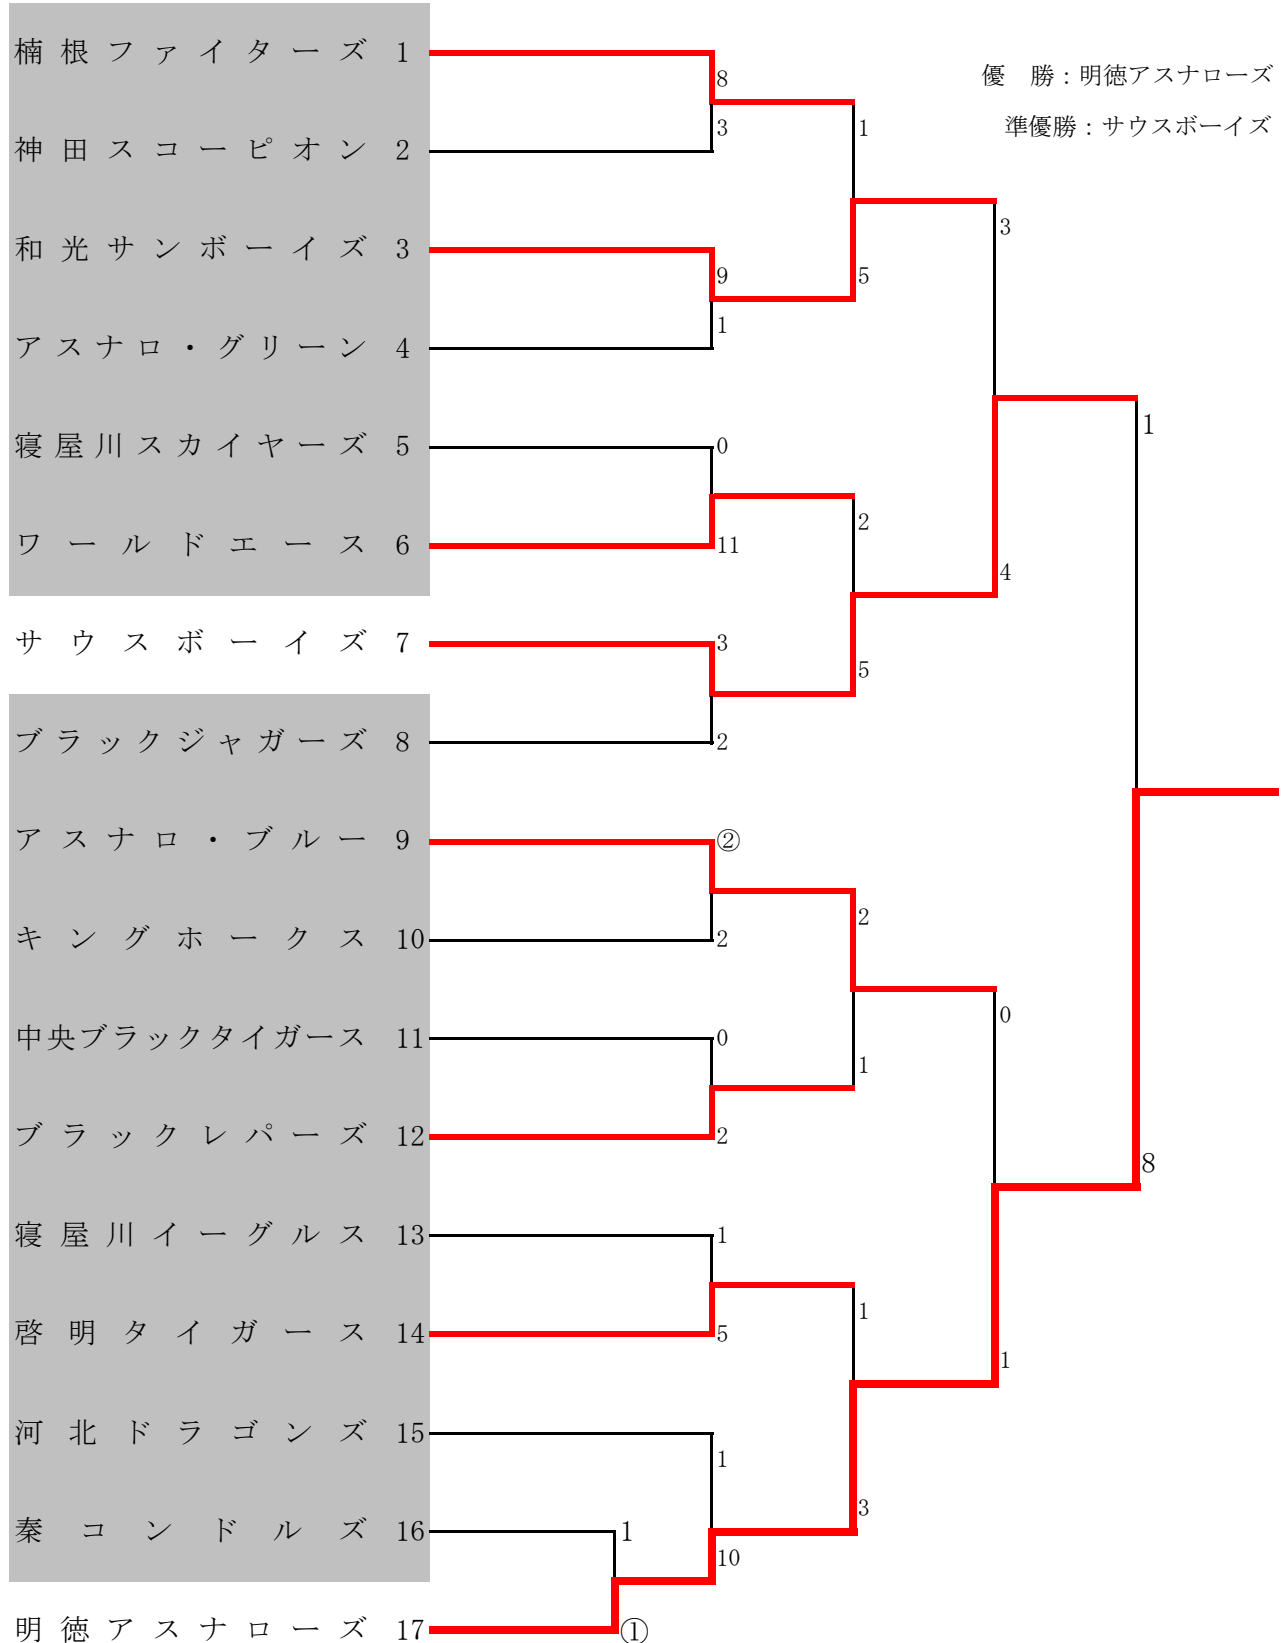 楠根ファイターズ 1
8
優 勝：明徳アスナローズ
3
1
準優勝：サウスボーイズ
神田スコーピオン 2
3
和光サンボーイズ 3
9
5
1
アスナロ・グリーン 4
1
寝屋川スカイヤーズ 5
0
2
ワールドエース 6
11
4
サウスボーイズ 7
3
5
ブラックジャガーズ 8
2
アスナロ・ブルー 9
②
2
キングホークス 10
2
0
中央ブラックタイガース 11
0
1
ブラックレパーズ 12
2
8
寝屋川イーグルス 13
1
1
啓明タイガース 14
5
1
河北ドラゴンズ 15
1
3
秦コンドルズ 16
1
10
明徳アスナローズ 17
①